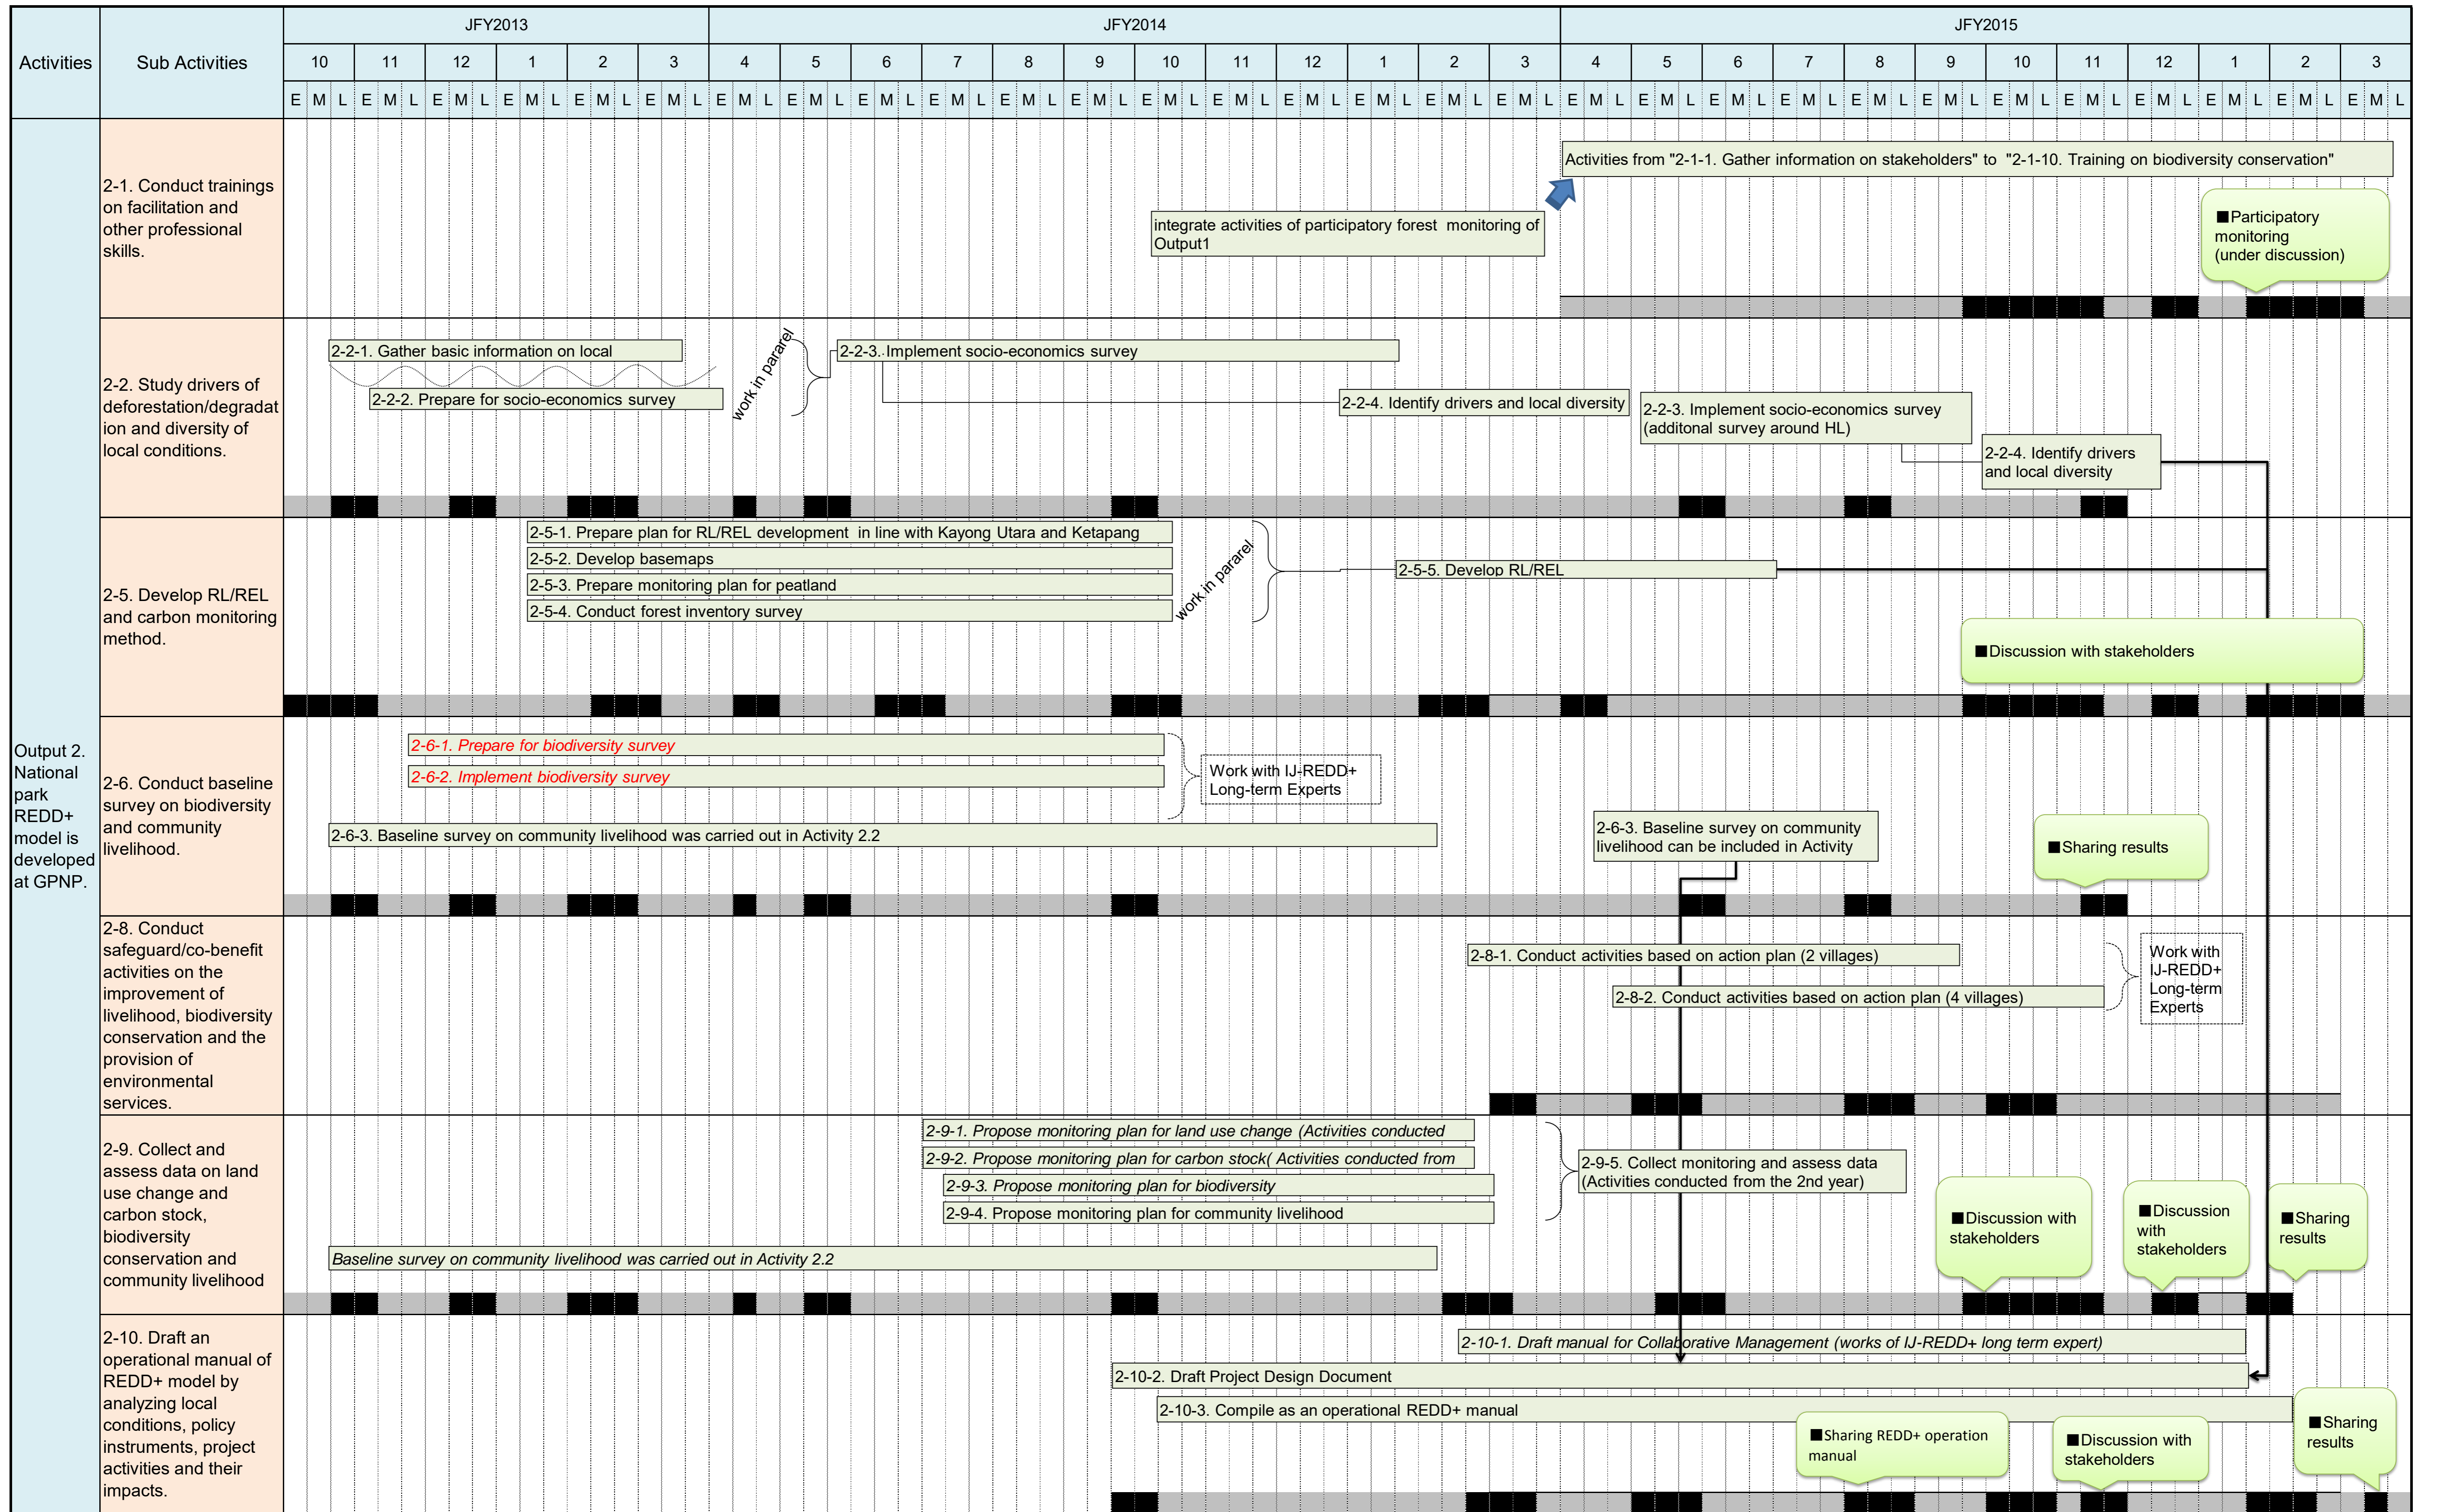 Activities
Sub Activities
JFY2013
JFY2014
JFY2015
10 11 12 1 2 3 4 5 6 7 8 9 10 11 12 1 2 3 4 5 6 7 8 9 10 11 12 1 2 3
E M L E M L E M L E M L E M L E M L E M L E M L E M L E M L E M L E M L E M L E M L E M L E M L E M L E M L E M L E M L E M L E M L E M L E M L E M L E M L E M L E M L E M L E M L
Output 2.
National
park
REDD+
model is
developed
at GPNP.
2-1. Conduct trainings
on facilitation and
other professional
skills.
Activities from "2-1-1. Gather information on stakeholders" to "2-1-10. Training on biodiversity conservation"
integrate activities of participatory forest monitoring of
Output1
■Participatory
monitoring
(under discussion)
2-2. Study drivers of
deforestation/degradat
ion and diversity of
local conditions.
2-2-1. Gather basic information on local
2-2-2. Prepare for socio-economics survey
work in pararel
2-2-3. Implement socio-economics survey
2-2-4. Identify drivers and local diversity
2-2-3. Implement socio-economics survey
(additonal survey around HL)
2-2-4. Identify drivers
and local diversity
2-5. Develop RL/REL
and carbon monitoring
method.
2-5-1. Prepare plan for RL/REL development in line with Kayong Utara and Ketapang
2-5-2. Develop basemaps
2-5-3. Prepare monitoring plan for peatland
2-5-4. Conduct forest inventory survey
work in pararel
2-5-5. Develop RL/REL
■Discussion with stakeholders
2-6. Conduct baseline
survey on biodiversity
and community
livelihood.
2-6-1. Prepare for biodiversity survey
2-6-2. Implement biodiversity survey
Work with IJ-REDD+
Long-term Experts
2-6-3. Baseline survey on community livelihood was carried out in Activity 2.2
2-6-3. Baseline survey on community
livelihood can be included in Activity
■Sharing results
2-8. Conduct
safeguard/co-benefit
activities on the
improvement of
livelihood, biodiversity
conservation and the
provision of
environmental
services.
2-8-1. Conduct activities based on action plan (2 villages)
2-8-2. Conduct activities based on action plan (4 villages)
Work with
IJ-REDD+
Long-term
Experts
2-9. Collect and
assess data on land
use change and
carbon stock,
biodiversity
conservation and
community livelihood
2-9-1. Propose monitoring plan for land use change (Activities conducted
2-9-2. Propose monitoring plan for carbon stock( Activities conducted from
2-9-3. Propose monitoring plan for biodiversity
2-9-4. Propose monitoring plan for community livelihood
2-9-5. Collect monitoring and assess data
(Activities conducted from the 2nd year)
Baseline survey on community livelihood was carried out in Activity 2.2
■Discussion with
stakeholders
■Discussion
with
stakeholders
■Sharing
results
2-10. Draft an
operational manual of
REDD+ model by
analyzing local
conditions, policy
instruments, project
activities and their
impacts.
2-10-1. Draft manual for Collaborative Management (works of IJ-REDD+ long term expert)
2-10-2. Draft Project Design Document
2-10-3. Compile as an operational REDD+ manual
■Sharing REDD+ operation
manual
■Discussion with
stakeholders
■Sharing
results